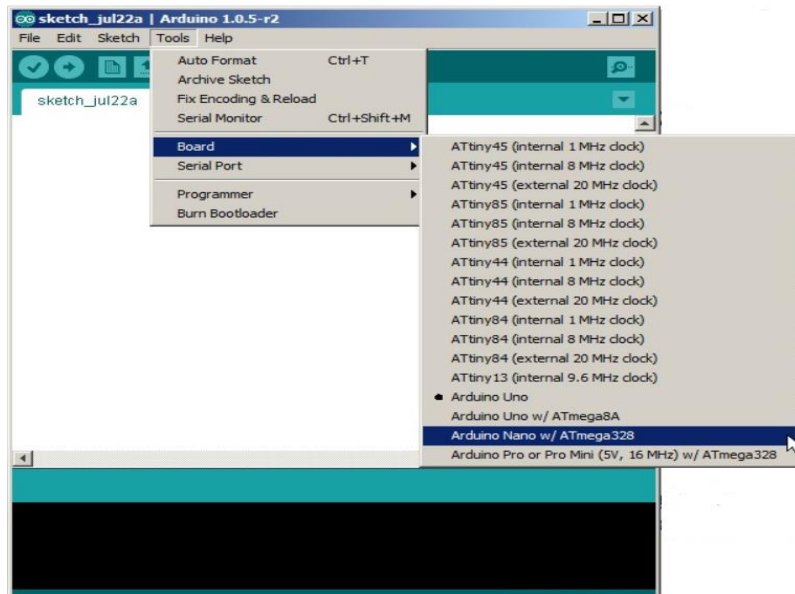 sketch_jul22a | Arduino 1.0.5-r2
File Edit Sketch Tools Help
sketch_jul22a
Auto Format Ctrl+T
Archive Sketch
Fix Encoding & Reload
Serial Monitor Ctrl+Shift+M
Board
Serial Port
Programmer
Burn Bootloader
ATtiny45 (internal 1 MHz clock)
ATtiny45 (internal 8 MHz clock)
ATtiny45 (external 20 MHz clock)
ATtiny85 (internal 1 MHz clock)
ATtiny85 (internal 8 MHz clock)
ATtiny85 (external 20 MHz clock)
ATtiny44 (internal 1 MHz clock)
ATtiny44 (internal 8 MHz clock)
ATtiny44 (external 20 MHz clock)
ATtiny84 (internal 1 MHz clock)
ATtiny84 (internal 8 MHz clock)
ATtiny84 (external 20 MHz clock)
ATtiny13 (internal 9.6 MHz clock)
Arduino Uno
Arduino Uno w/ ATmega8A
Arduino Nano w/ ATmega328
Arduino Pro or Pro Mini (5V, 16 MHz) w/ ATmega328